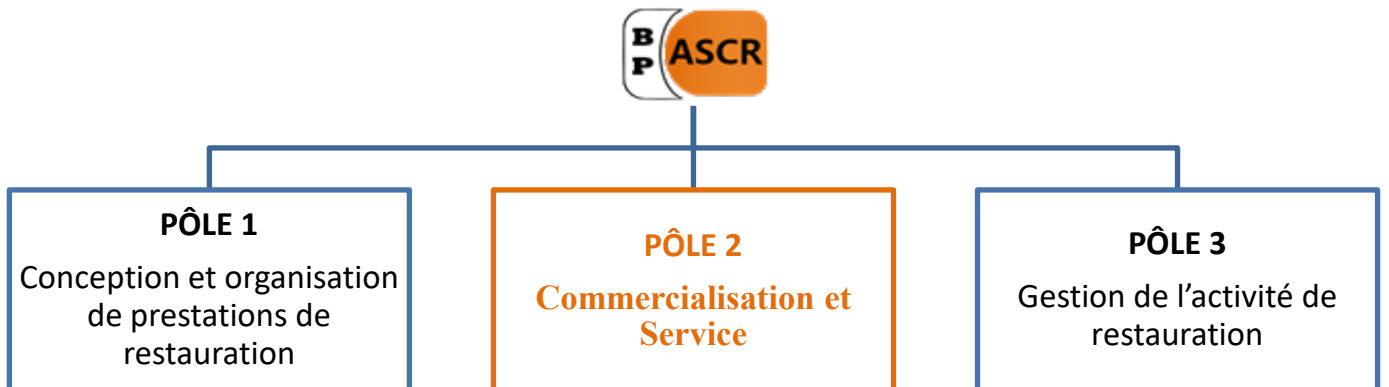 BP ASCR
PÔLE 1
Conception et organisation
de prestations de
restauration
PÔLE 2
Commercialisation et
Service
PÔLE 3
Gestion de l’activité de
restauration